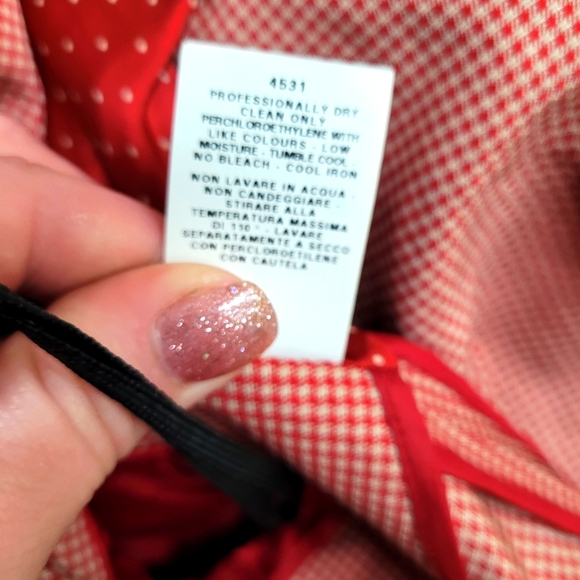 4531
PROFESSIONALLY DRY
CLEAN ONLY
PERCHLOROETHYLENE WITH
LIKE COLOURS - LOW
MOISTURE - TUMBLE COOL -
NO BLEACH - COOL IRON
NON LAVARE IN ACQUA -
NON CANDEGGIARE -
STIRARE ALLA
TEMPERATURA MASSIMA
DI 110 ° - LAVARE
SEPARATAMENTE A SECCO
CON PERCLOROETILENE
CON CAUTELA